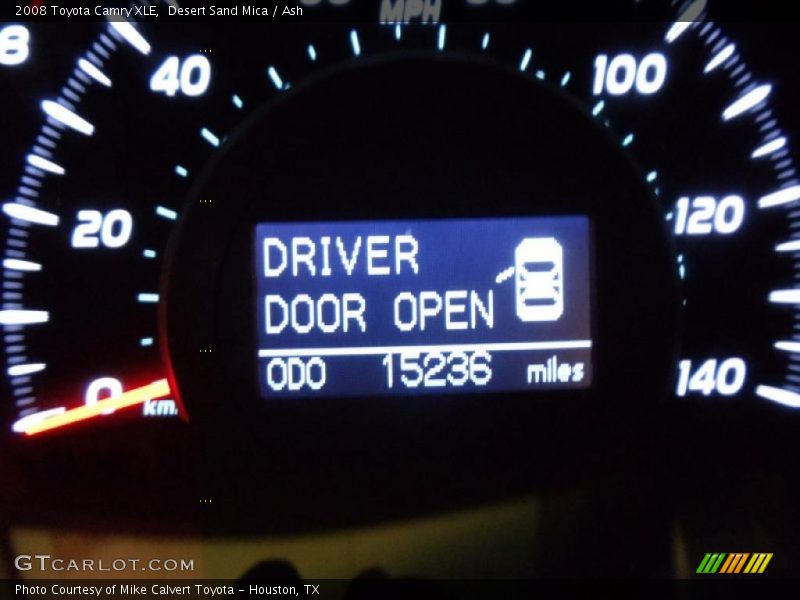 2008 Toyota Camry XLE,  Desert Sand Mica / Ash
MPH
8
40
100
20
120
DRIVER
DOOR OPEN
ODO 15236 miles
0
km
140
GTCARLOT.COM
Photo Courtesy of Mike Calvert Toyota - Houston, TX